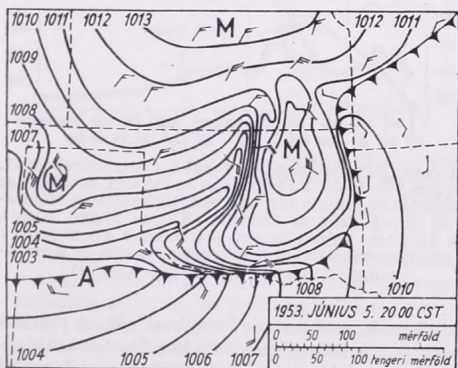 1010 1011 1012 1013 M 1012 1011
1009
1008
1007
M
M
1005
1004
1003
A
1008
1010
1953. JÚNIUS 5. 20 00 CST
0 50 100 mérföld
0 50 100 tengeri mérföld
1004 1005 1006 1007